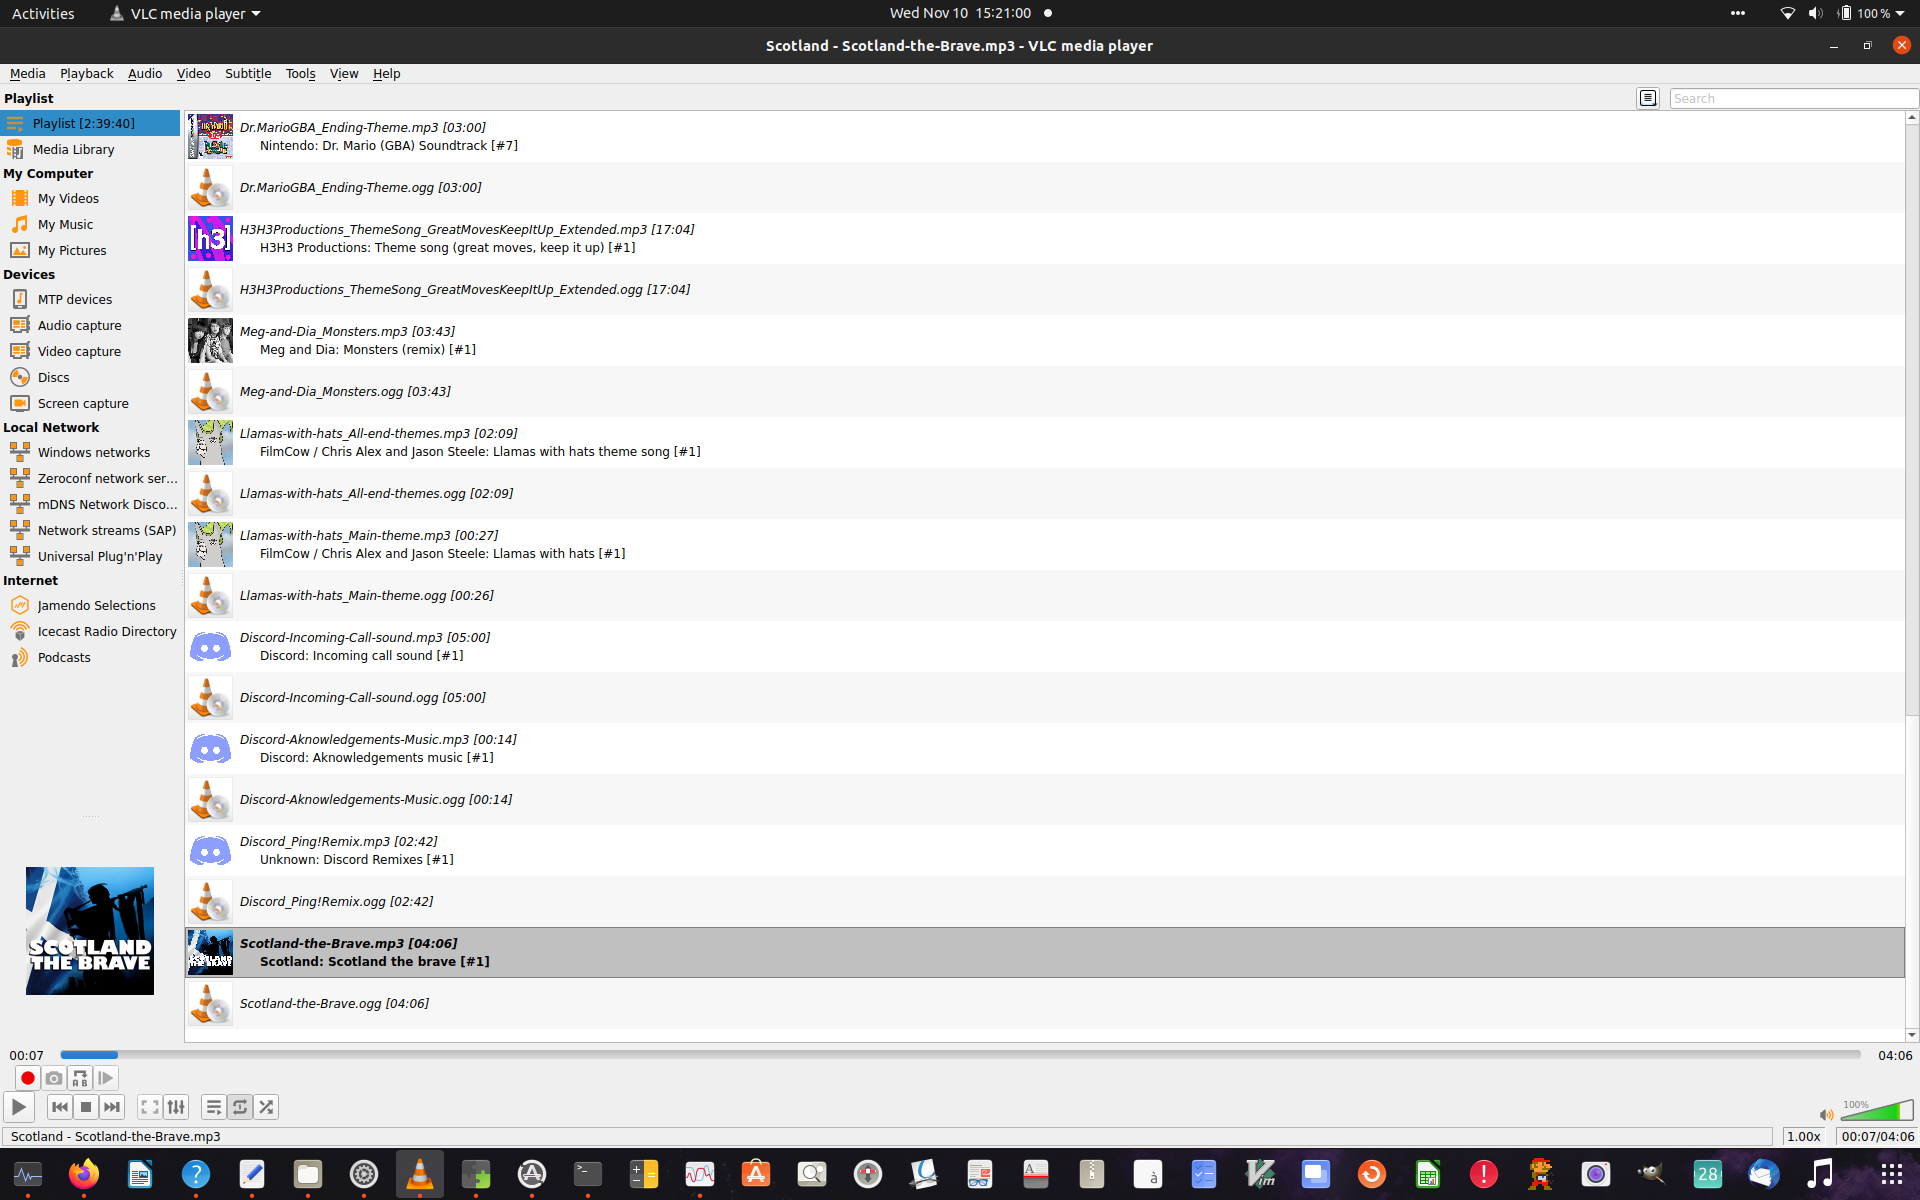 Activities
VLC media player
Wed Nov 10 15:21:00
100 %
Scotland - Scotland-the-Brave.mp3 - VLC media player
Media Playback Audio Video Subtitle Tools View Help
Playlist
Search
Playlist [2:39:40]
Media Library
My Computer
My Videos
My Music
My Pictures
Devices
MTP devices
Audio capture
Video capture
Discs
Screen capture
Local Network
Windows networks
Zeroconf network ser...
mDNS Network Disco...
Network streams (SAP)
Universal Plug'n'Play
Internet
Jamendo Selections
Icecast Radio Directory
Podcasts
SCOTLAND
THE BRAVE
Dr.MarioGBA_Ending-Theme.mp3 [03:00]
Nintendo: Dr. Mario (GBA) Soundtrack [#7]
Dr.MarioGBA_Ending-Theme.ogg [03:00]
[h3]
H3H3Productions_ThemeSong_GreatMovesKeepItUp_Extended.mp3 [17:04]
H3H3 Productions: Theme song (great moves, keep it up) [#1]
H3H3Productions_ThemeSong_GreatMovesKeepItUp_Extended.ogg [17:04]
Meg-and-Dia_Monsters.mp3 [03:43]
Meg and Dia: Monsters (remix) [#1]
Meg-and-Dia_Monsters.ogg [03:43]
Llamas-with-hats_All-end-themes.mp3 [02:09]
FilmCow / Chris Alex and Jason Steele: Llamas with hats theme song [#1]
Llamas-with-hats_All-end-themes.ogg [02:09]
Llamas-with-hats_Main-theme.mp3 [00:27]
FilmCow / Chris Alex and Jason Steele: Llamas with hats [#1]
Llamas-with-hats_Main-theme.ogg [00:26]
Discord-Incoming-Call-sound.mp3 [05:00]
Discord: Incoming call sound [#1]
Discord-Incoming-Call-sound.ogg [05:00]
Discord-Aknowledgements-Music.mp3 [00:14]
Discord: Aknowledgements music [#1]
Discord-Aknowledgements-Music.ogg [00:14]
Discord_Ping!Remix.mp3 [02:42]
Unknown: Discord Remixes [#1]
Discord_Ping!Remix.ogg [02:42]
SCOTLAND
THE BRAVE
Scotland-the-Brave.mp3 [04:06]
Scotland: Scotland the brave [#1]
Scotland-the-Brave.ogg [04:06]
00:07
04:06
A B
100%
Scotland - Scotland-the-Brave.mp3
1.00x
00:07/04:06
?
>_
A
à
Vim
!
28